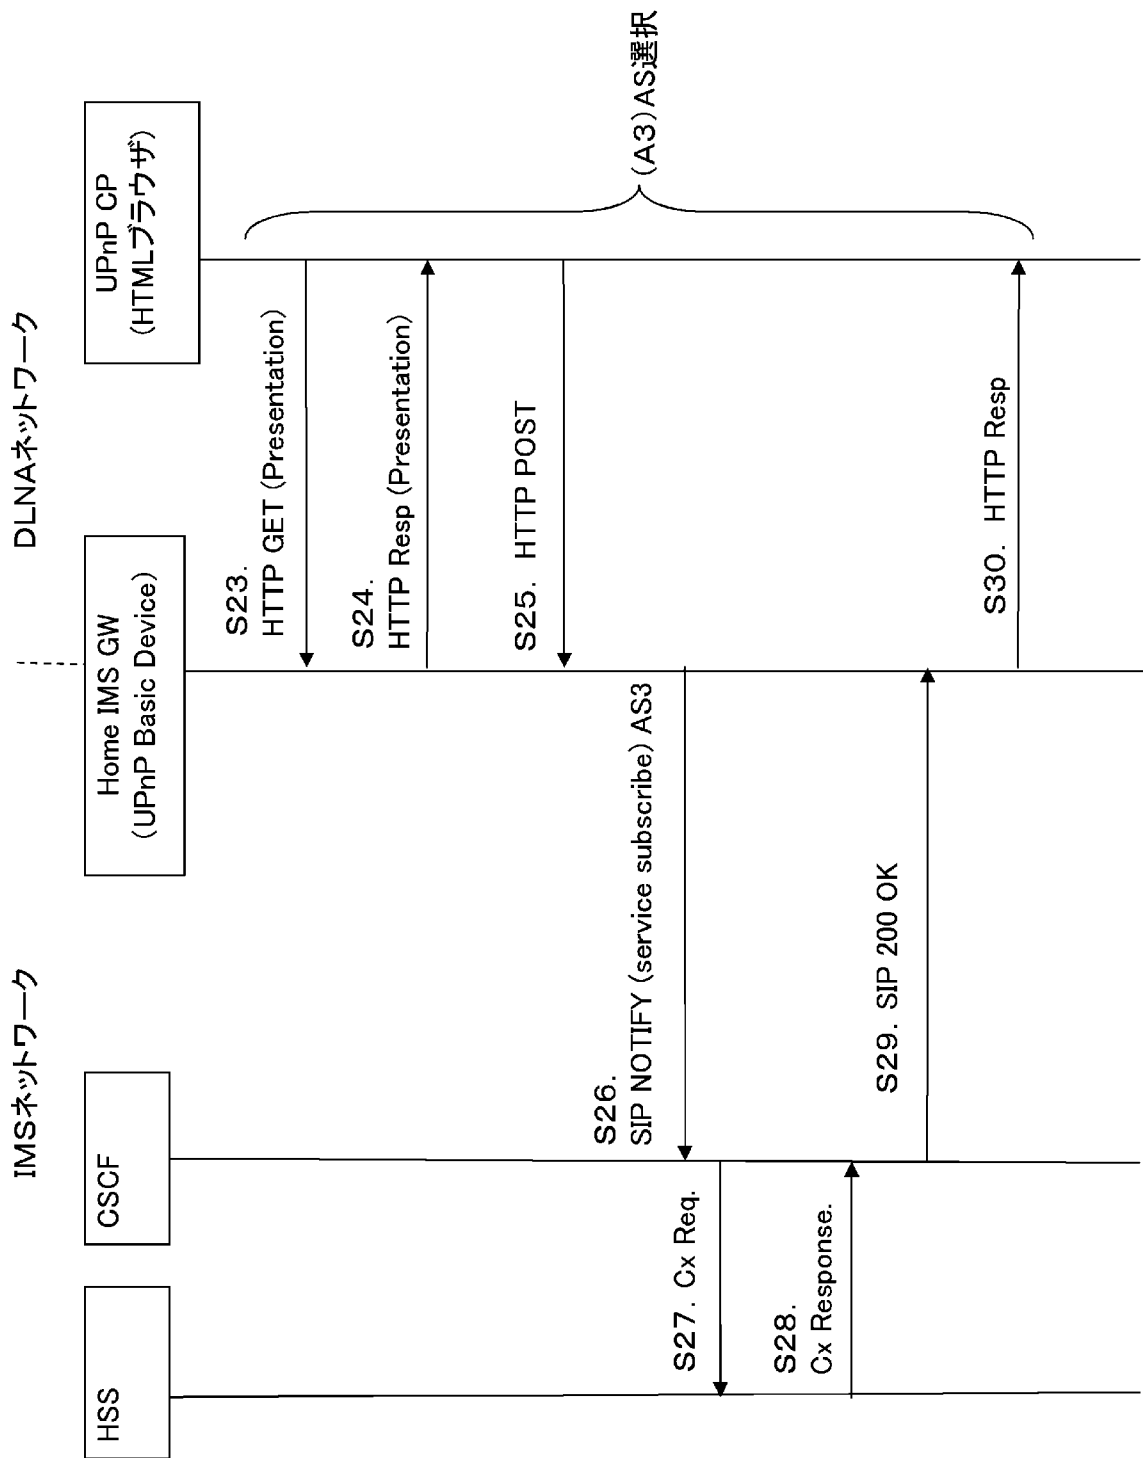 IMSネットワーク
DLNAネットワーク
HSS
CSCF
Home IMS GW
(UPnP Basic Device)
UPnP CP
(HTMLブラウザ)
S23.
HTTP GET (Presentation)
S24.
HTTP Resp (Presentation)
S25. HTTP POST
S26.
SIP NOTIFY (service subscribe) AS3
S27. Cx Req.
S28.
Cx Response.
S29. SIP 200 OK
S30. HTTP Resp
(A3)AS選択